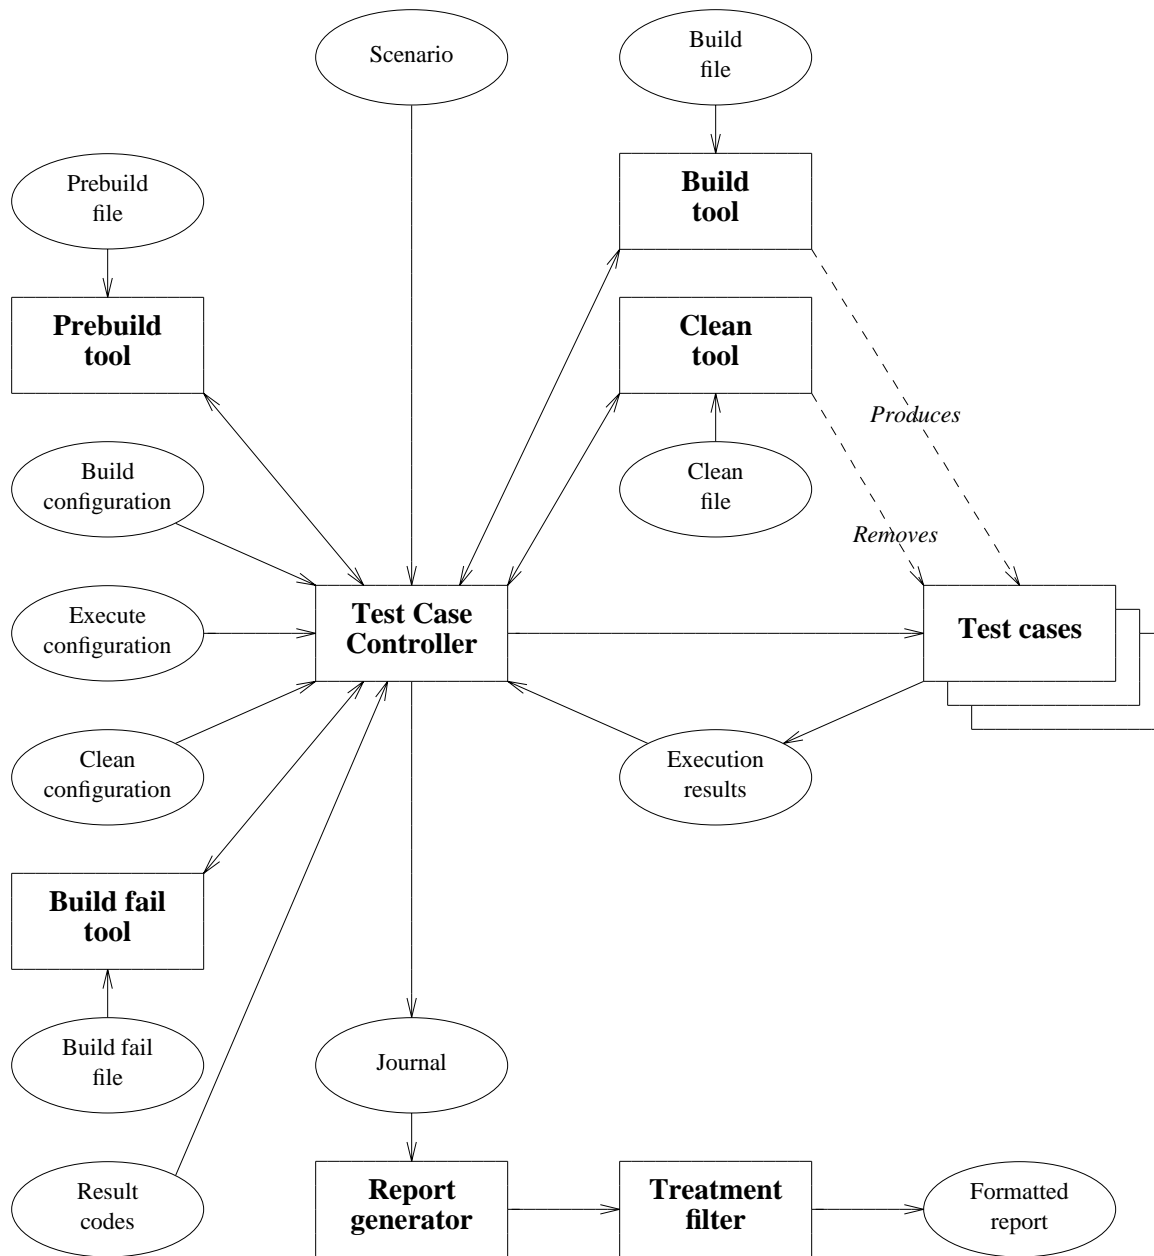 Scenario
Build
file
Prebuild
file
Build
tool
Prebuild
tool
Clean
tool
Produces
Build
configuration
Clean
file
Removes
Execute
configuration
Test Case
Controller
Test cases
Clean
configuration
Execution
results
Build fail
tool
Build fail
file
Journal
Result
codes
Report
generator
Treatment
filter
Formatted
report